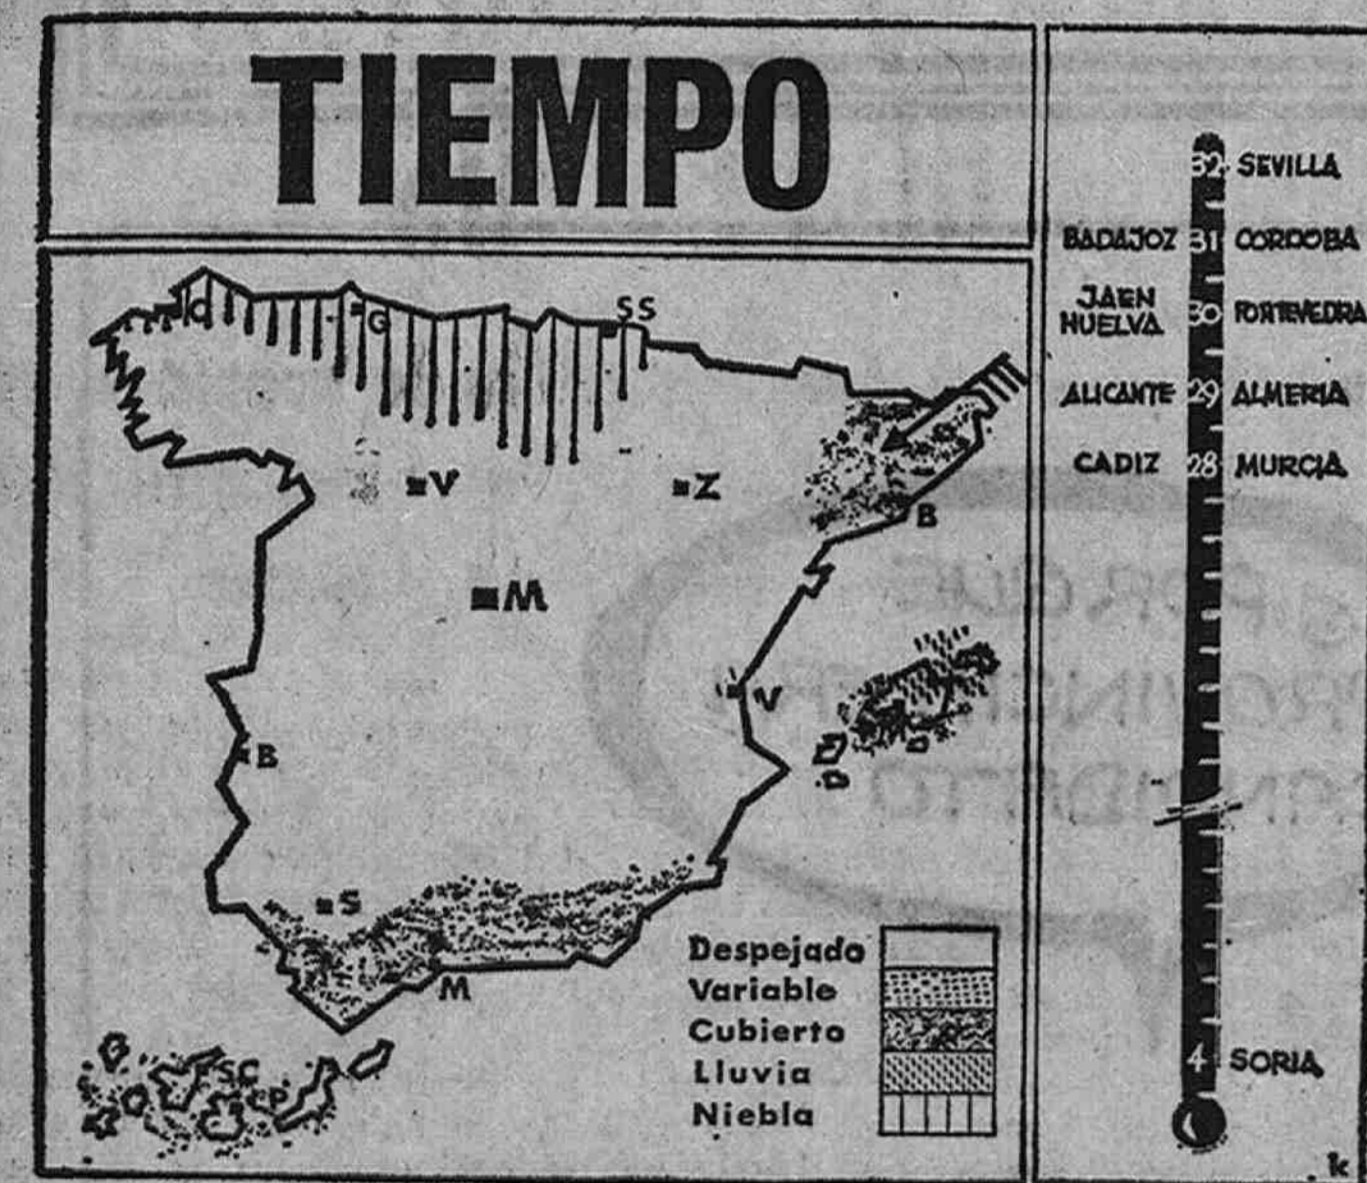 TIEMPO
C
G
SS
V
Z
B
M
V
B
S
M
SC
P
Despejado
Variable
Cubierto
Lluvia
Niebla
32 SEVILLA
BADAJOZ 31 CORDOBA
JAEN
HUELVA 30 PONTEVEDRA
ALICANTE 29 ALMERIA
CADIZ 28 MURCIA
4 SORIA